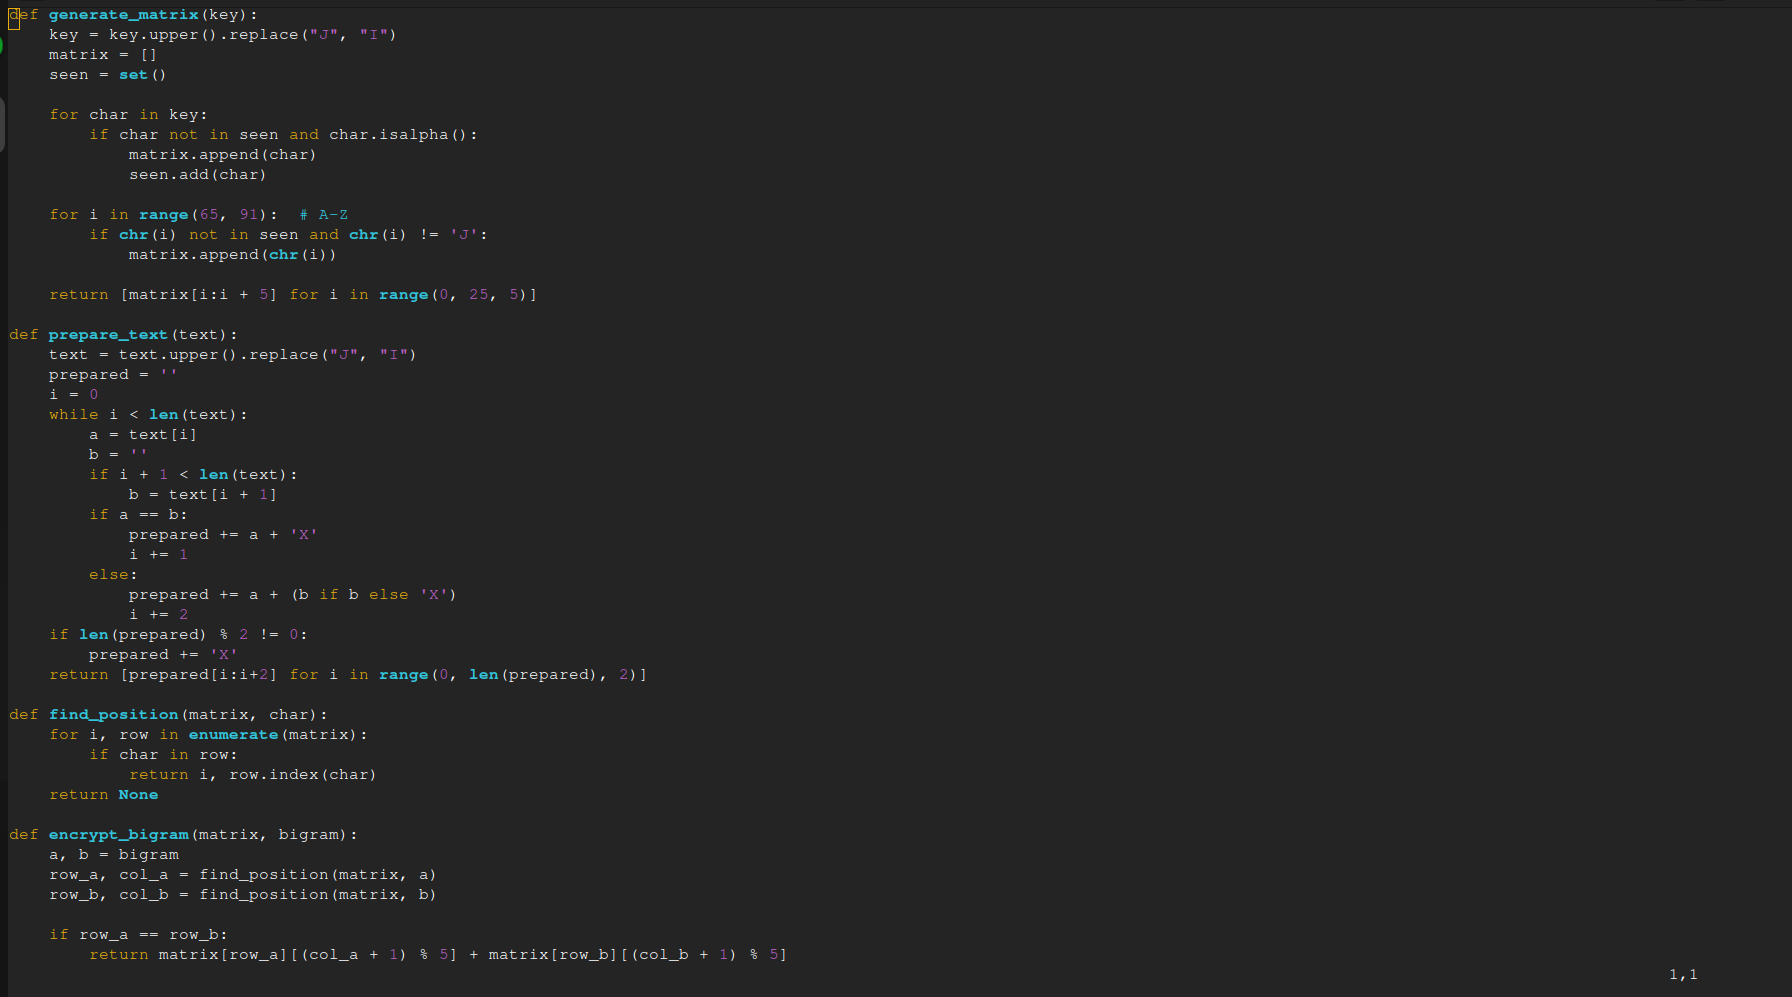 def generate_matrix(key):
    key = key.upper().replace("J", "I")
    matrix = []
    seen = set()

    for char in key:
        if char not in seen and char.isalpha():
            matrix.append(char)
            seen.add(char)

    for i in range(65, 91):  # A-Z
        if chr(i) not in seen and chr(i) != 'J':
            matrix.append(chr(i))

    return [matrix[i:i + 5] for i in range(0, 25, 5)]

def prepare_text(text):
    text = text.upper().replace("J", "I")
    prepared = ''
    i = 0
    while i < len(text):
        a = text[i]
        b = ''
        if i + 1 < len(text):
            b = text[i + 1]
        if a == b:
            prepared += a + 'X'
            i += 1
        else:
            prepared += a + (b if b else 'X')
            i += 2
    if len(prepared) % 2 != 0:
        prepared += 'X'
    return [prepared[i:i+2] for i in range(0, len(prepared), 2)]

def find_position(matrix, char):
    for i, row in enumerate(matrix):
        if char in row:
            return i, row.index(char)
    return None

def encrypt_bigram(matrix, bigram):
    a, b = bigram
    row_a, col_a = find_position(matrix, a)
    row_b, col_b = find_position(matrix, b)

    if row_a == row_b:
        return matrix[row_a][(col_a + 1) % 5] + matrix[row_b][(col_b + 1) % 5]
1,1